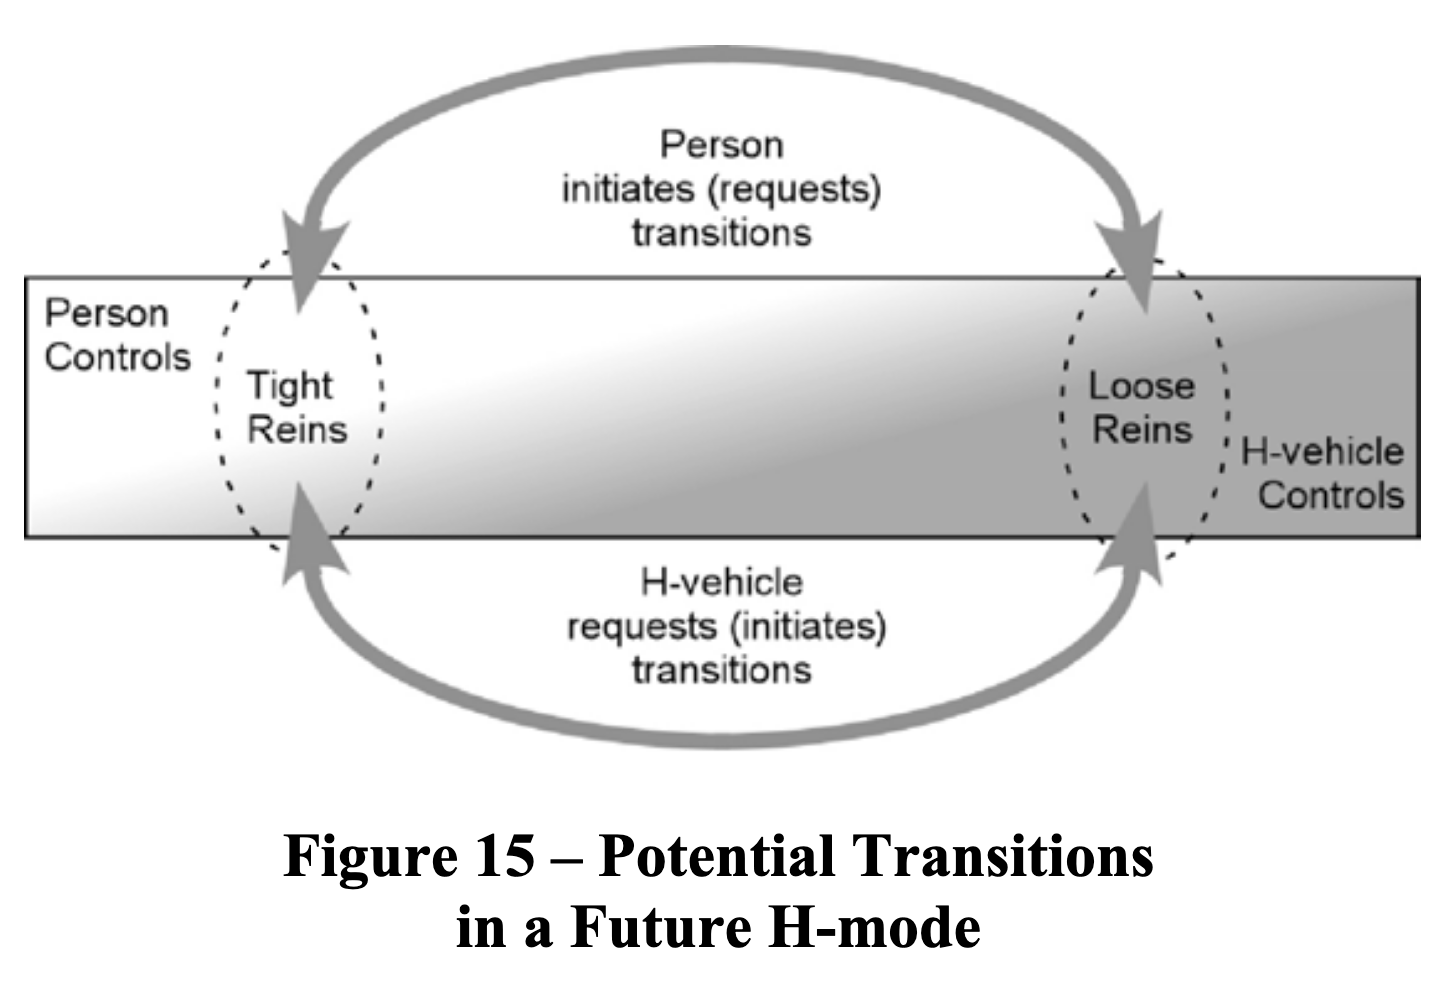 Person
initiates (requests)
transitions
Person
Controls
Tight
Reins
Loose
Reins
H-vehicle
Controls
H-vehicle
requests (initiates)
transitions
Figure 15 – Potential Transitions
in a Future H-mode